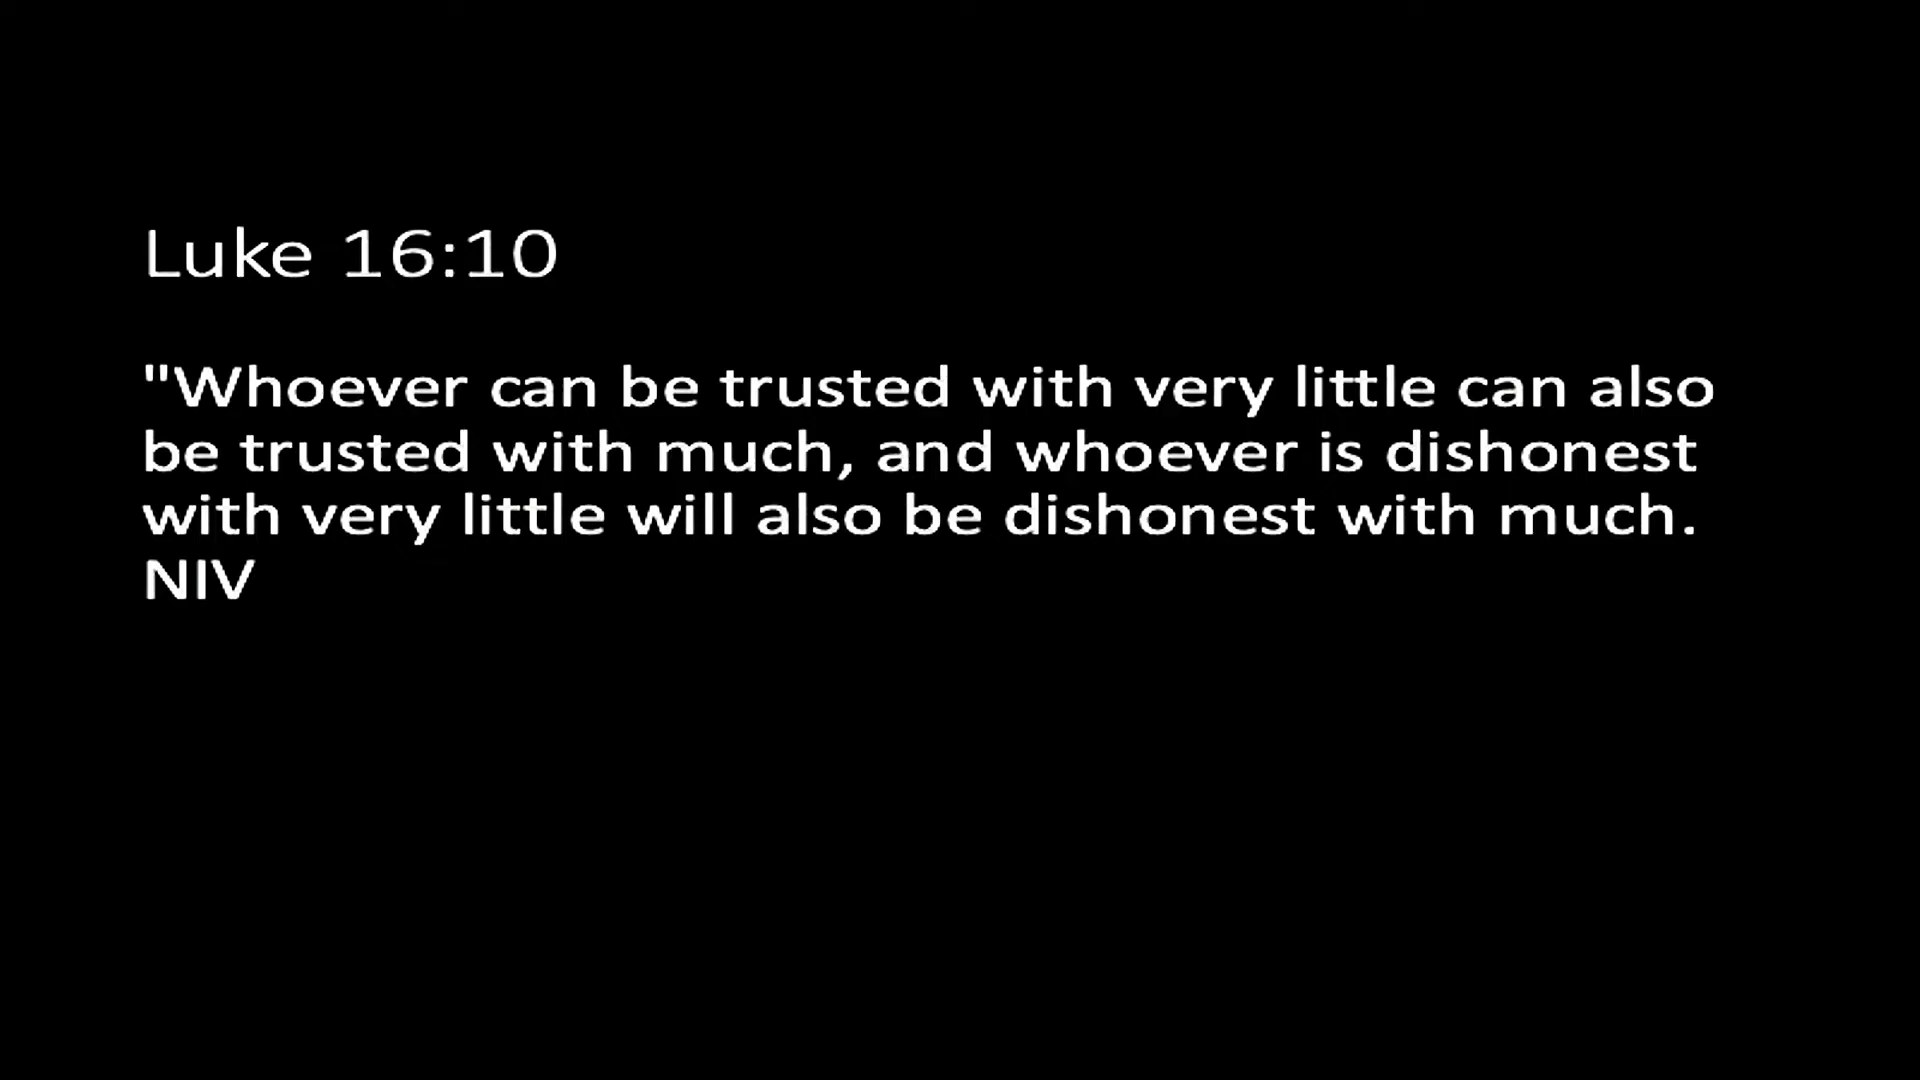 Luke 16:10
"Whoever can be trusted with very little can also
be trusted with much, and whoever is dishonest
with very little will also be dishonest with much.
NIV